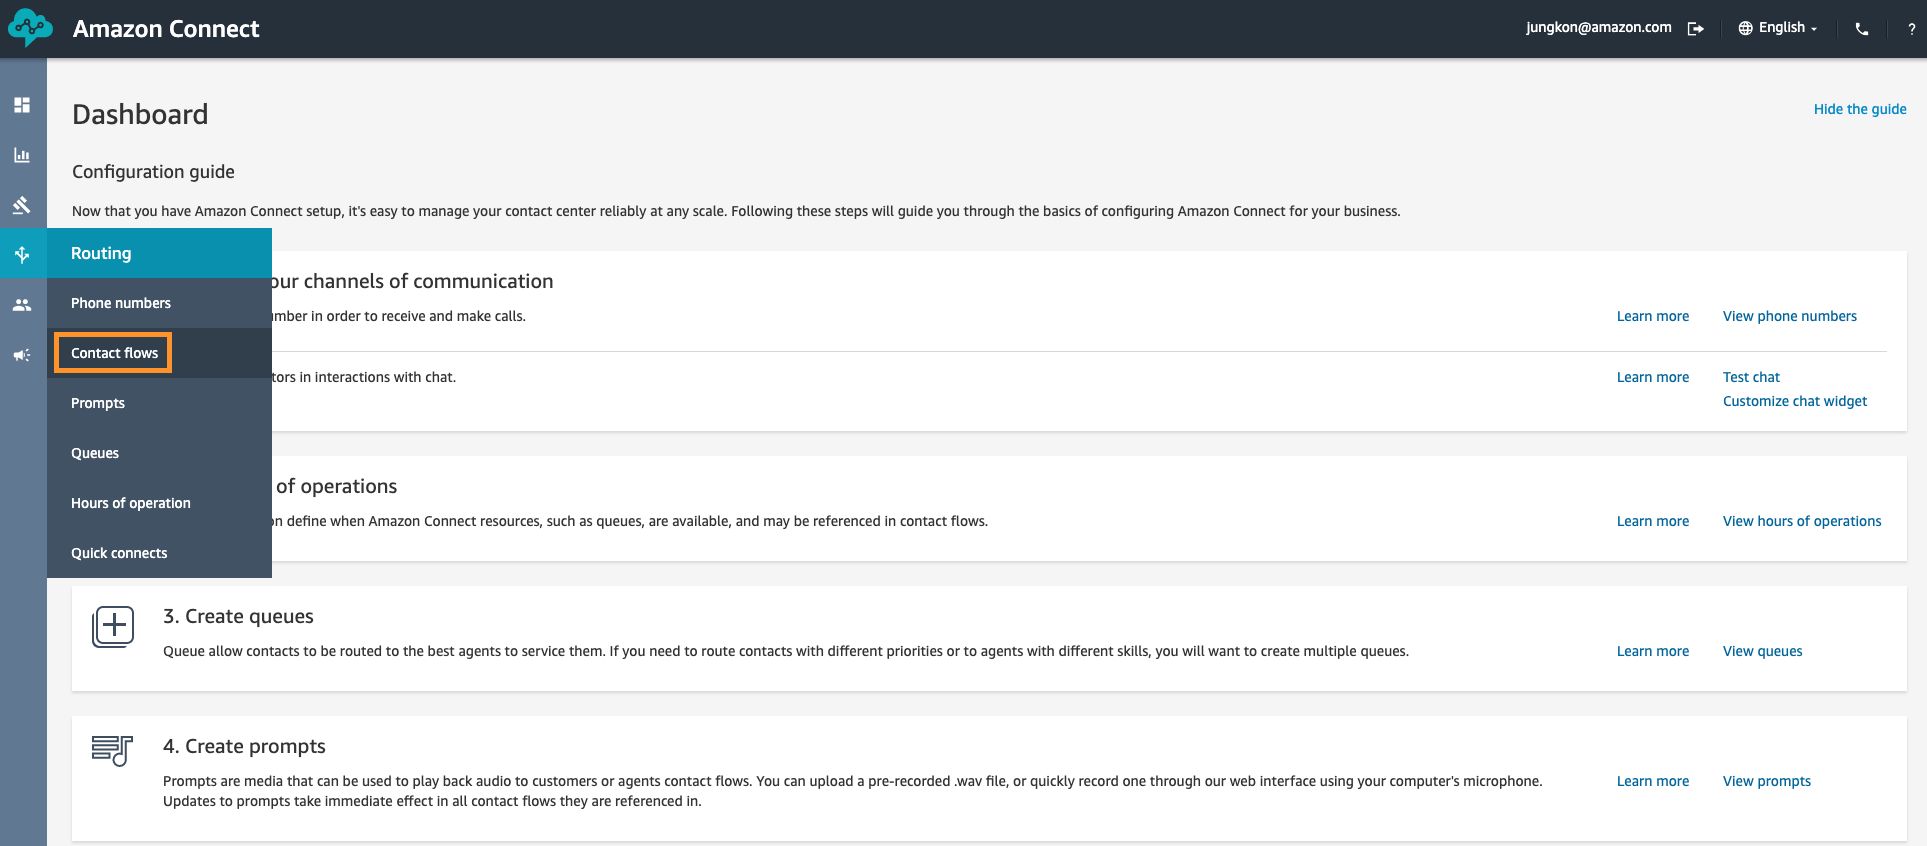 Amazon Connect
jungkon@amazon.com
English
?
Dashboard
Hide the guide
Configuration guide
Now that you have Amazon Connect setup, it's easy to manage your contact center reliably at any scale. Following these steps will guide you through the basics of configuring Amazon Connect for your business.
Routing
Phone numbers
Contact flows
Prompts
Queues
Hours of operation
Quick connects
our channels of communication
umber in order to receive and make calls.
Learn more
View phone numbers
tors in interactions with chat.
Learn more
Test chat
Customize chat widget
of operations
on define when Amazon Connect resources, such as queues, are available, and may be referenced in contact flows.
Learn more
View hours of operations
3. Create queues
Queue allow contacts to be routed to the best agents to service them. If you need to route contacts with different priorities or to agents with different skills, you will want to create multiple queues.
Learn more
View queues
4. Create prompts
Prompts are media that can be used to play back audio to customers or agents contact flows. You can upload a pre-recorded .wav file, or quickly record one through our web interface using your computer's microphone.
Updates to prompts take immediate effect in all contact flows they are referenced in.
Learn more
View prompts